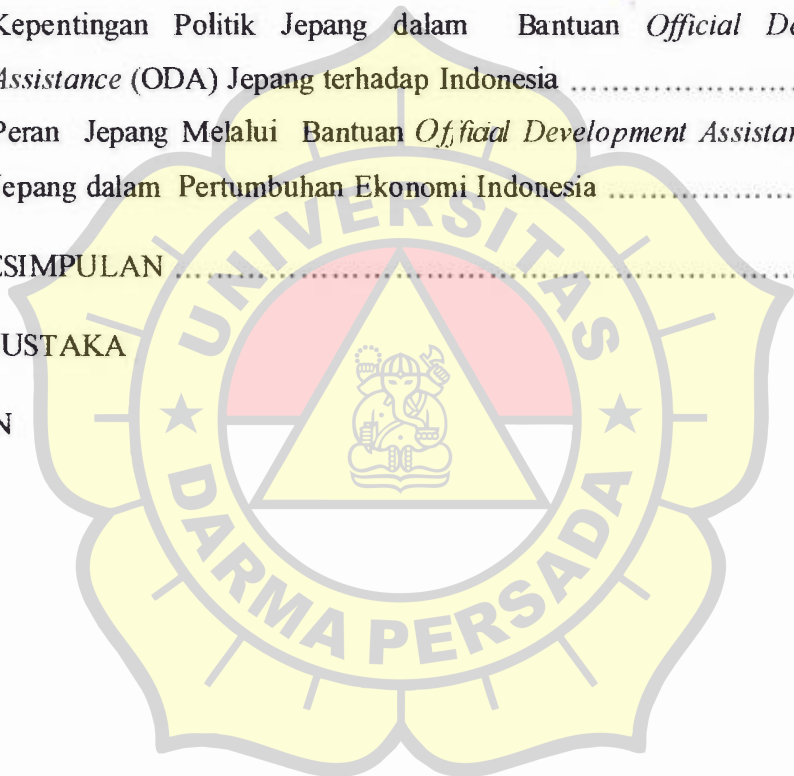 Kepentingan Politik Jepang dalam Bantuan Official De
Assistance (ODA) Jepang terhadap Indonesia ........................
Peran Jepang Melalui Bantuan Official Development Assistan
Jepang dalam Pertumbuhan Ekonomi Indonesia ........................
ESIMPULAN ................................................................................
USTAKA
N
UNIVERSITAS
DARMA PERSADA